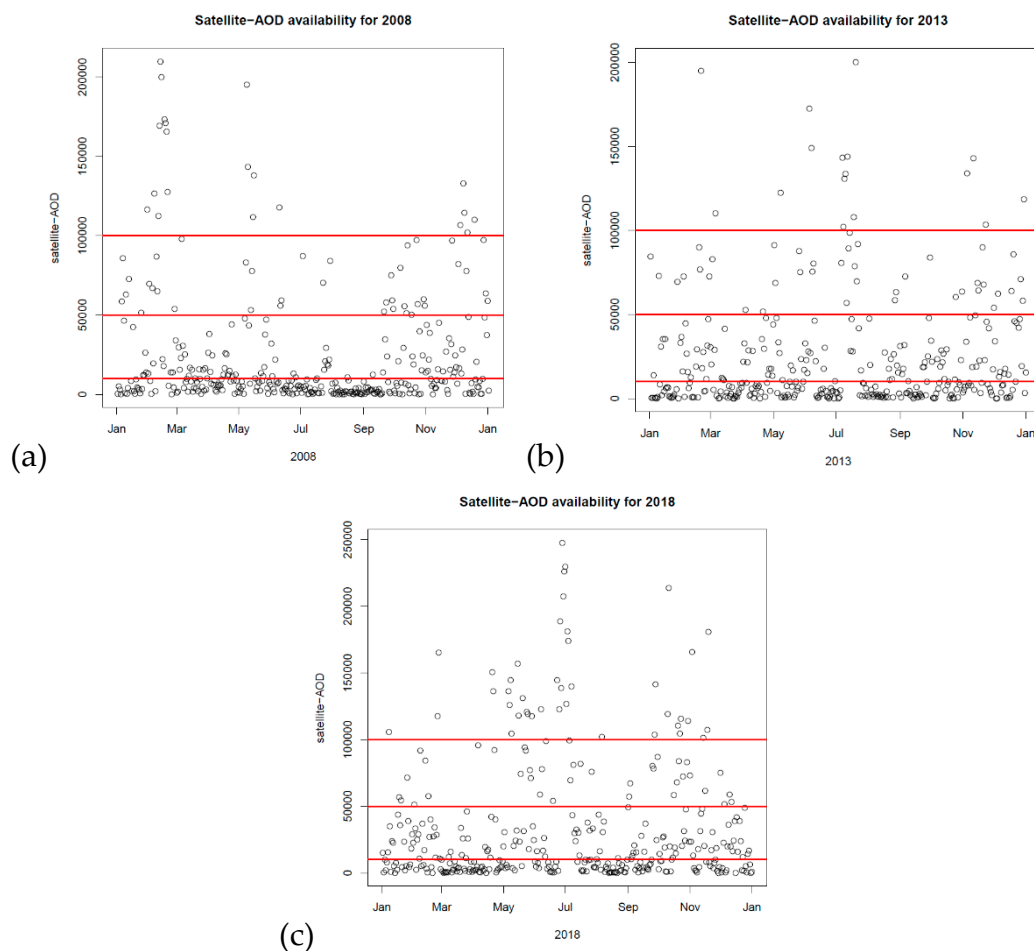 Satellite−AOD availability for 2008
satellite−AOD
200000
150000
100000
50000
0
Jan Mar May Jul Sep Nov Jan
2008
(a)
Satellite−AOD availability for 2013
satellite−AOD
200000
150000
100000
50000
0
Jan Mar May Jul Sep Nov Jan
2013
(b)
Satellite−AOD availability for 2018
satellite−AOD
250000
200000
150000
100000
50000
0
Jan Mar May Jul Sep Nov Jan
2018
(c)